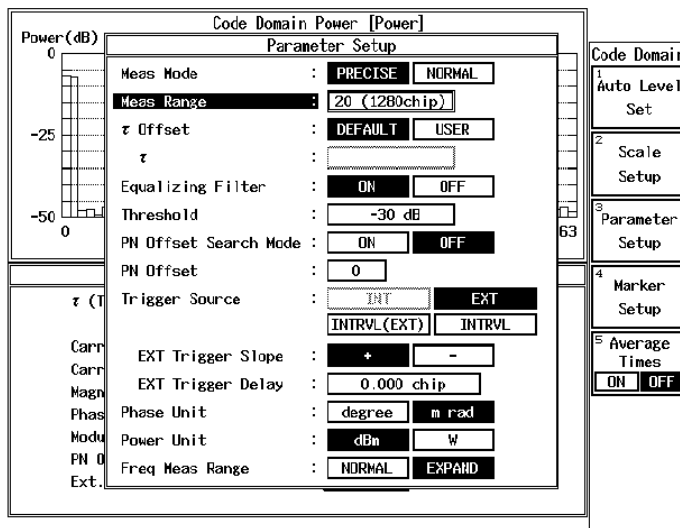 Code Domain Power [Power]
Power(dB)
0
-25
-50
0
63
Parameter Setup
Meas Mode : PRECISE NORMAL
Meas Range : 20 (1280chip)
τ Offset : DEFAULT USER
τ :
Equalizing Filter : ON OFF
Threshold : -30 dB
PN Offset Search Mode : ON OFF
PN Offset : 0
Trigger Source : INT EXT
INTRVL(EXT) INTRVL
EXT Trigger Slope : + -
EXT Trigger Delay : 0.000 chip
Phase Unit : degree m rad
Power Unit : dBm W
Freq Meas Range : NORMAL EXPAND
τ (T
Carr
Carr
Magn
Phas
Modu
PN O
Ext.
Code Domain
1
Auto Level
Set
2
Scale
Setup
3
Parameter
Setup
4
Marker
Setup
5 Average
Times
ON OFF